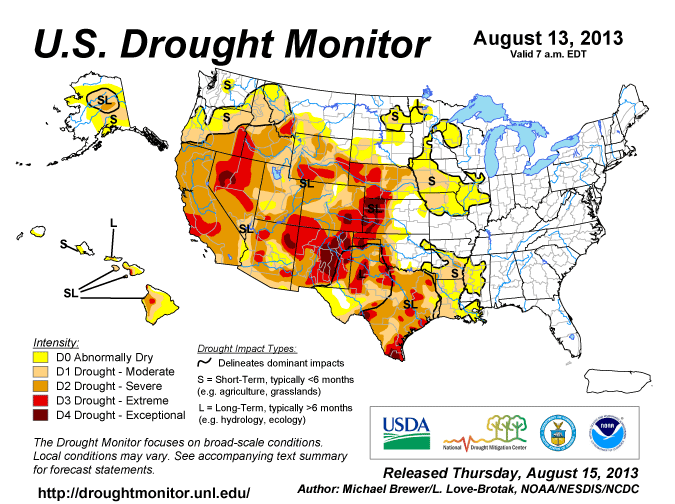 U.S. Drought Monitor
August 13, 2013
Valid 7 a.m. EDT
SL
S
S
S
S
L
S
SL
SL
SL
S
SL
L
S
L
SL
Intensity:
D0 Abnormally Dry
D1 Drought - Moderate
D2 Drought - Severe
D3 Drought - Extreme
D4 Drought - Exceptional
Drought Impact Types:
Delineates dominant impacts
S = Short-Term, typically <6 months
(e.g. agriculture, grasslands)
L = Long-Term, typically >6 months
(e.g. hydrology, ecology)
The Drought Monitor focuses on broad-scale conditions.
Local conditions may vary. See accompanying text summary
for forecast statements.
http://droughtmonitor.unl.edu/
USDA
National Drought Mitigation Center
NOAA
Released Thursday, August 15, 2013
Author: Michael Brewer/L. Love-Brotak, NOAA/NESDIS/NCDC